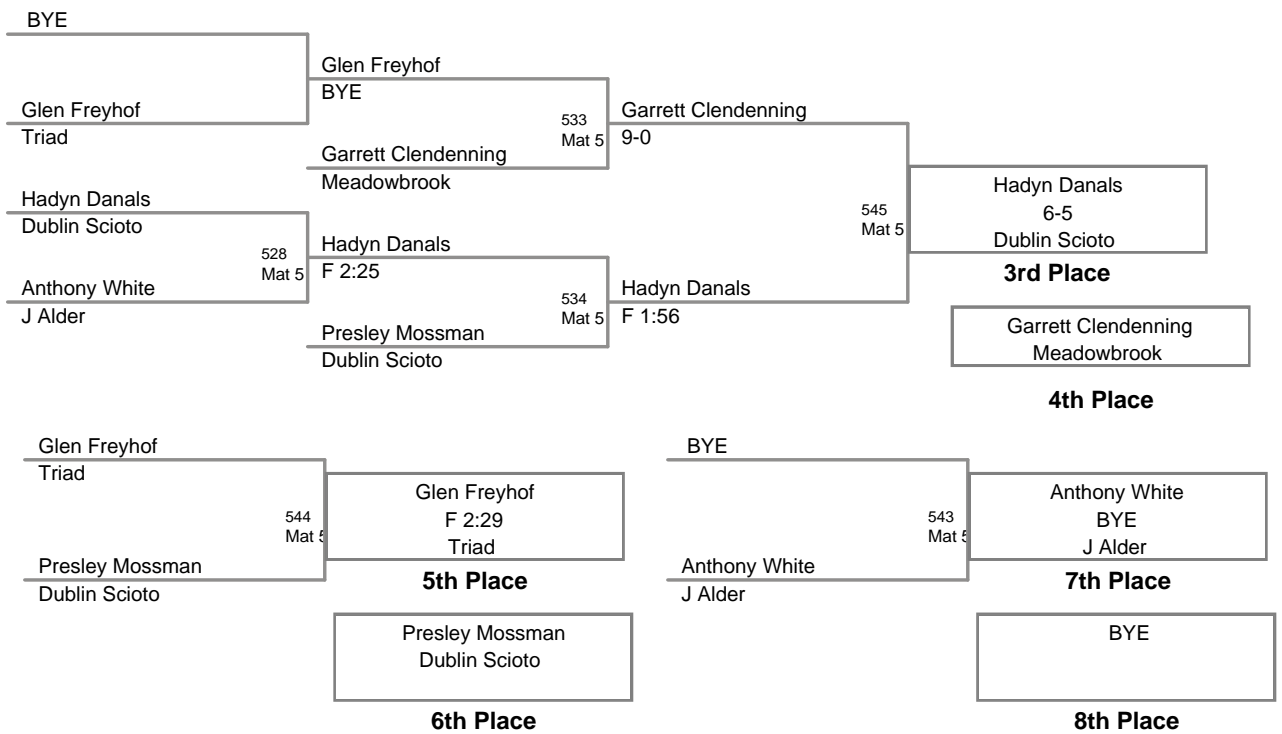 BYE
Glen Freyhof
BYE
Glen Freyhof
Triad
533
Mat 5
Garrett Clendenning
9-0
Garrett Clendenning
Meadowbrook
Hadyn Danals
Dublin Scioto
528
Mat 5
Hadyn Danals
F 2:25
Anthony White
J Alder
534
Mat 5
Hadyn Danals
F 1:56
Presley Mossman
Dublin Scioto
545
Mat 5
Hadyn Danals
6-5
Dublin Scioto
3rd Place
Garrett Clendenning
Meadowbrook
4th Place
Glen Freyhof
Triad
544
Mat 5
Presley Mossman
Dublin Scioto
Glen Freyhof
F 2:29
Triad
5th Place
Presley Mossman
Dublin Scioto
6th Place
BYE
543
Mat 5
Anthony White
J Alder
Anthony White
BYE
J Alder
7th Place
BYE
8th Place